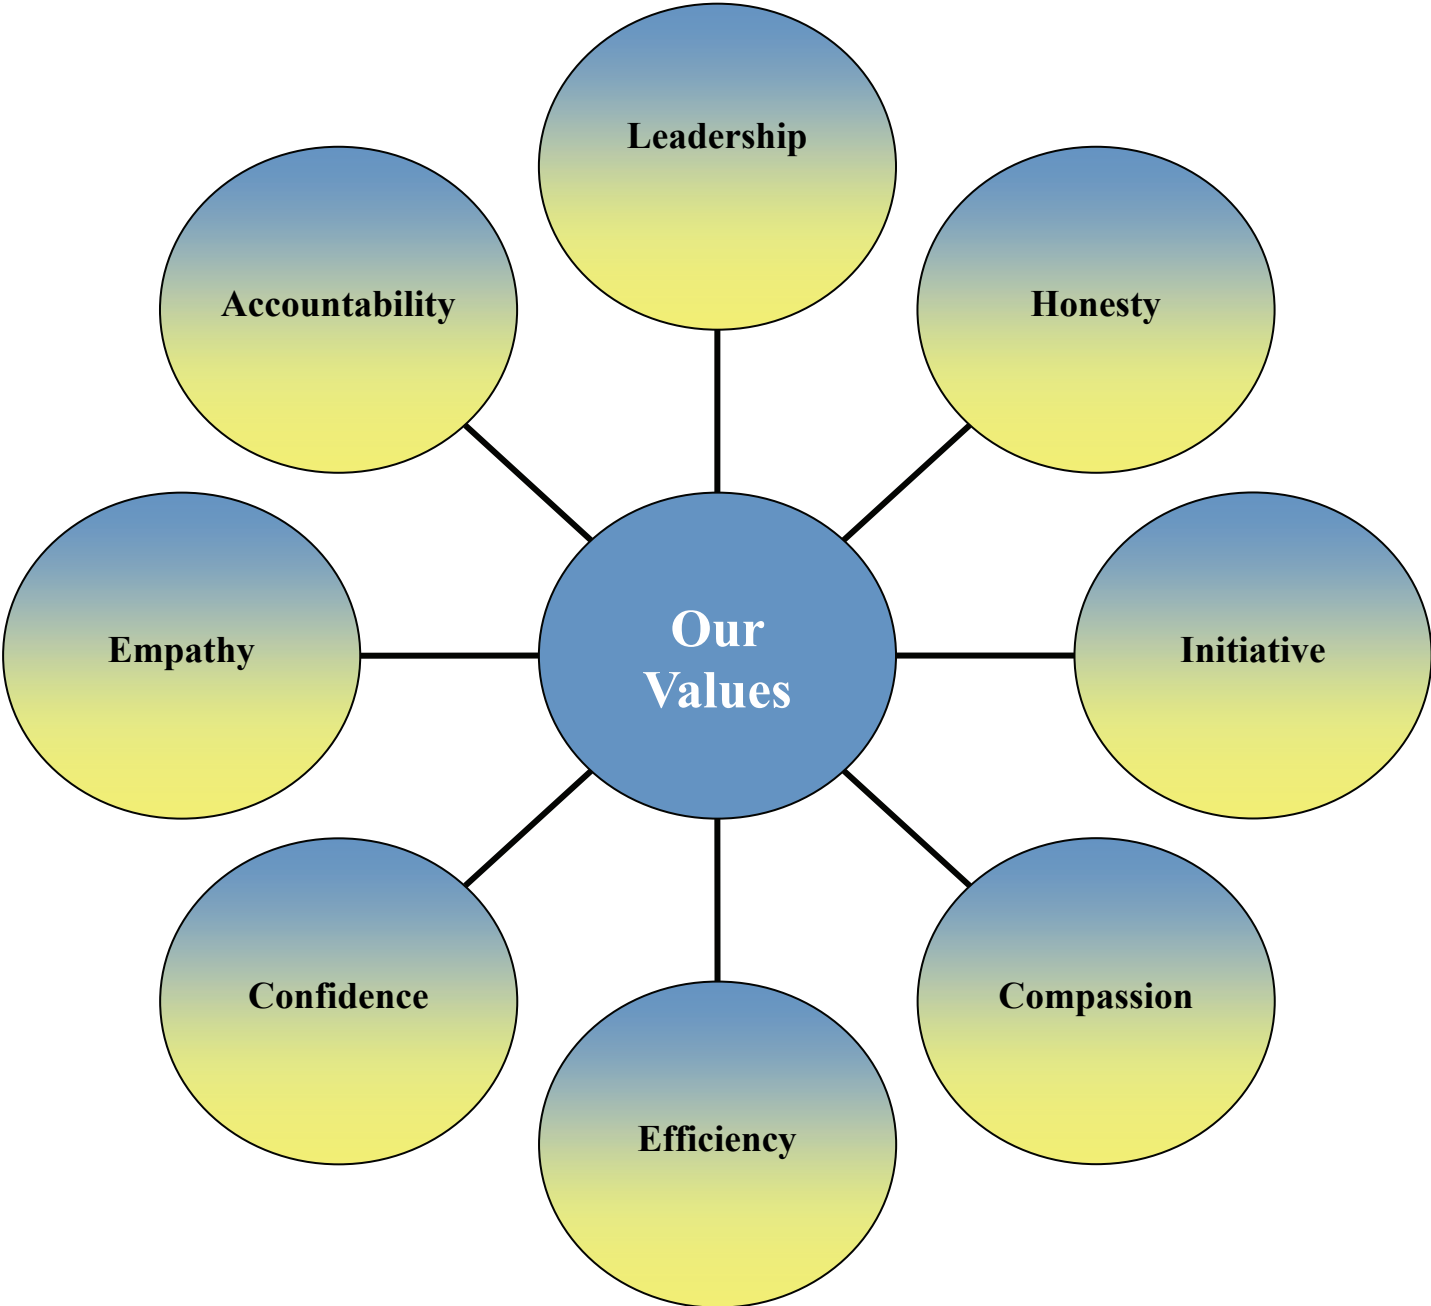 Leadership
Accountability
Honesty
Our
Values
Empathy
Initiative
Confidence
Compassion
Efficiency